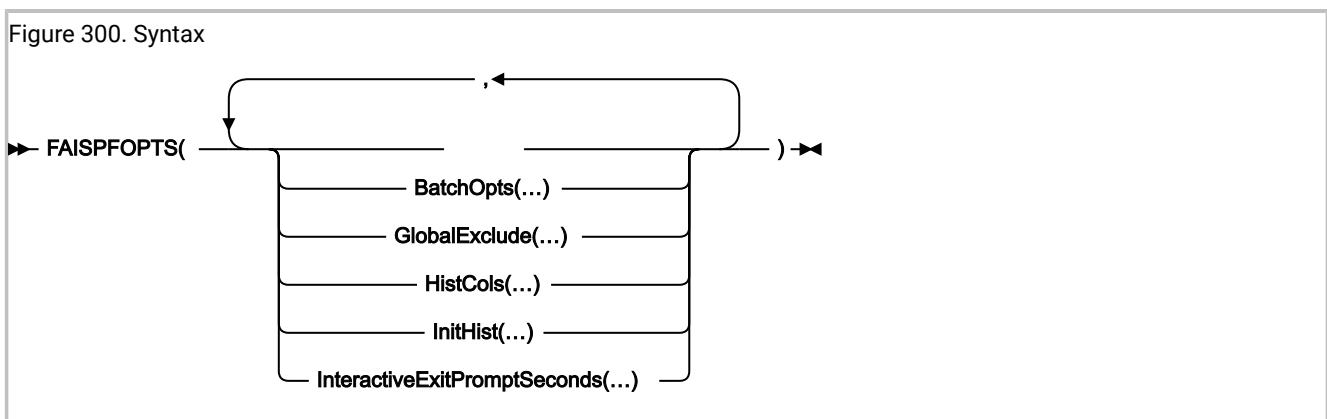 Figure 300. Syntax
,
FAISPFOPTS( )
BatchOpts(...)
GlobalExclude(...)
HistCols(...)
InitHist(...)
InteractiveExitPromptSeconds(...)